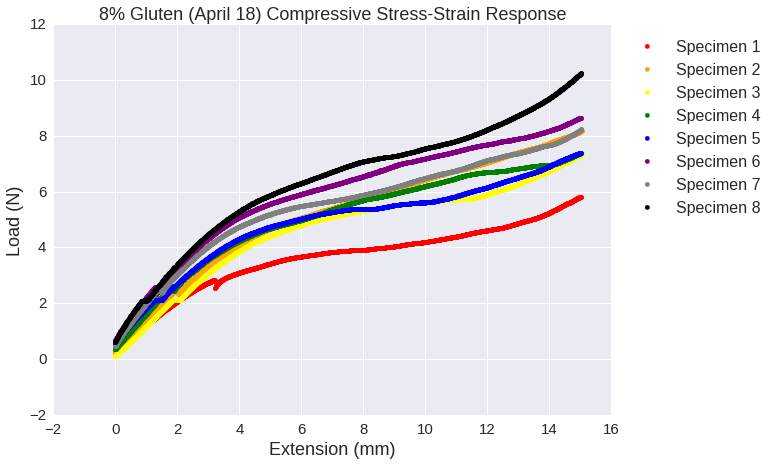 8% Gluten (April 18) Compressive Stress-Strain Response
12
10
8
6
4
2
0
−2
Load (N)
−2 0 2 4 6 8 10 12 14 16
Extension (mm)
Specimen 1
Specimen 2
Specimen 3
Specimen 4
Specimen 5
Specimen 6
Specimen 7
Specimen 8